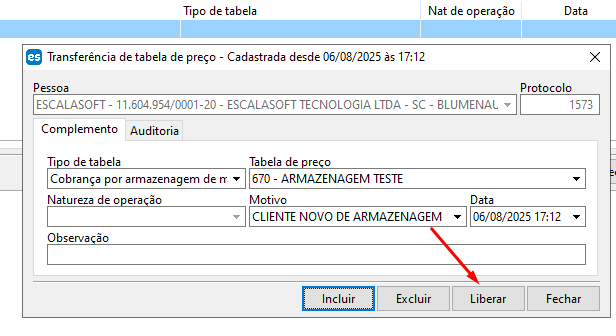 Tipo de tabela Nat de operação Data
es Transferência de tabela de preço - Cadastrada desde 06/08/2025 às 17:12
Pessoa Protocolo
ESCALASOFT - 11.604.954/0001-20 - ESCALASOFT TECNOLOGIA LTDA - SC - BLUMENAU 1573
Complemento Auditoria
Tipo de tabela Tabela de preço
Cobrança por armazenagem de m 670 - ARMAZENAGEM TESTE
Natureza de operação Motivo Data
CLIENTE NOVO DE ARMAZENAGEM 06/08/2025 17:12
Observação
Incluir Excluir Liberar Fechar